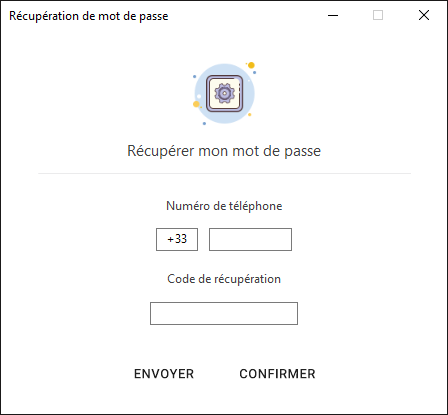 Récupération de mot de passe
Récupérer mon mot de passe
Numéro de téléphone
+33
Code de récupération
ENVOYER CONFIRMER